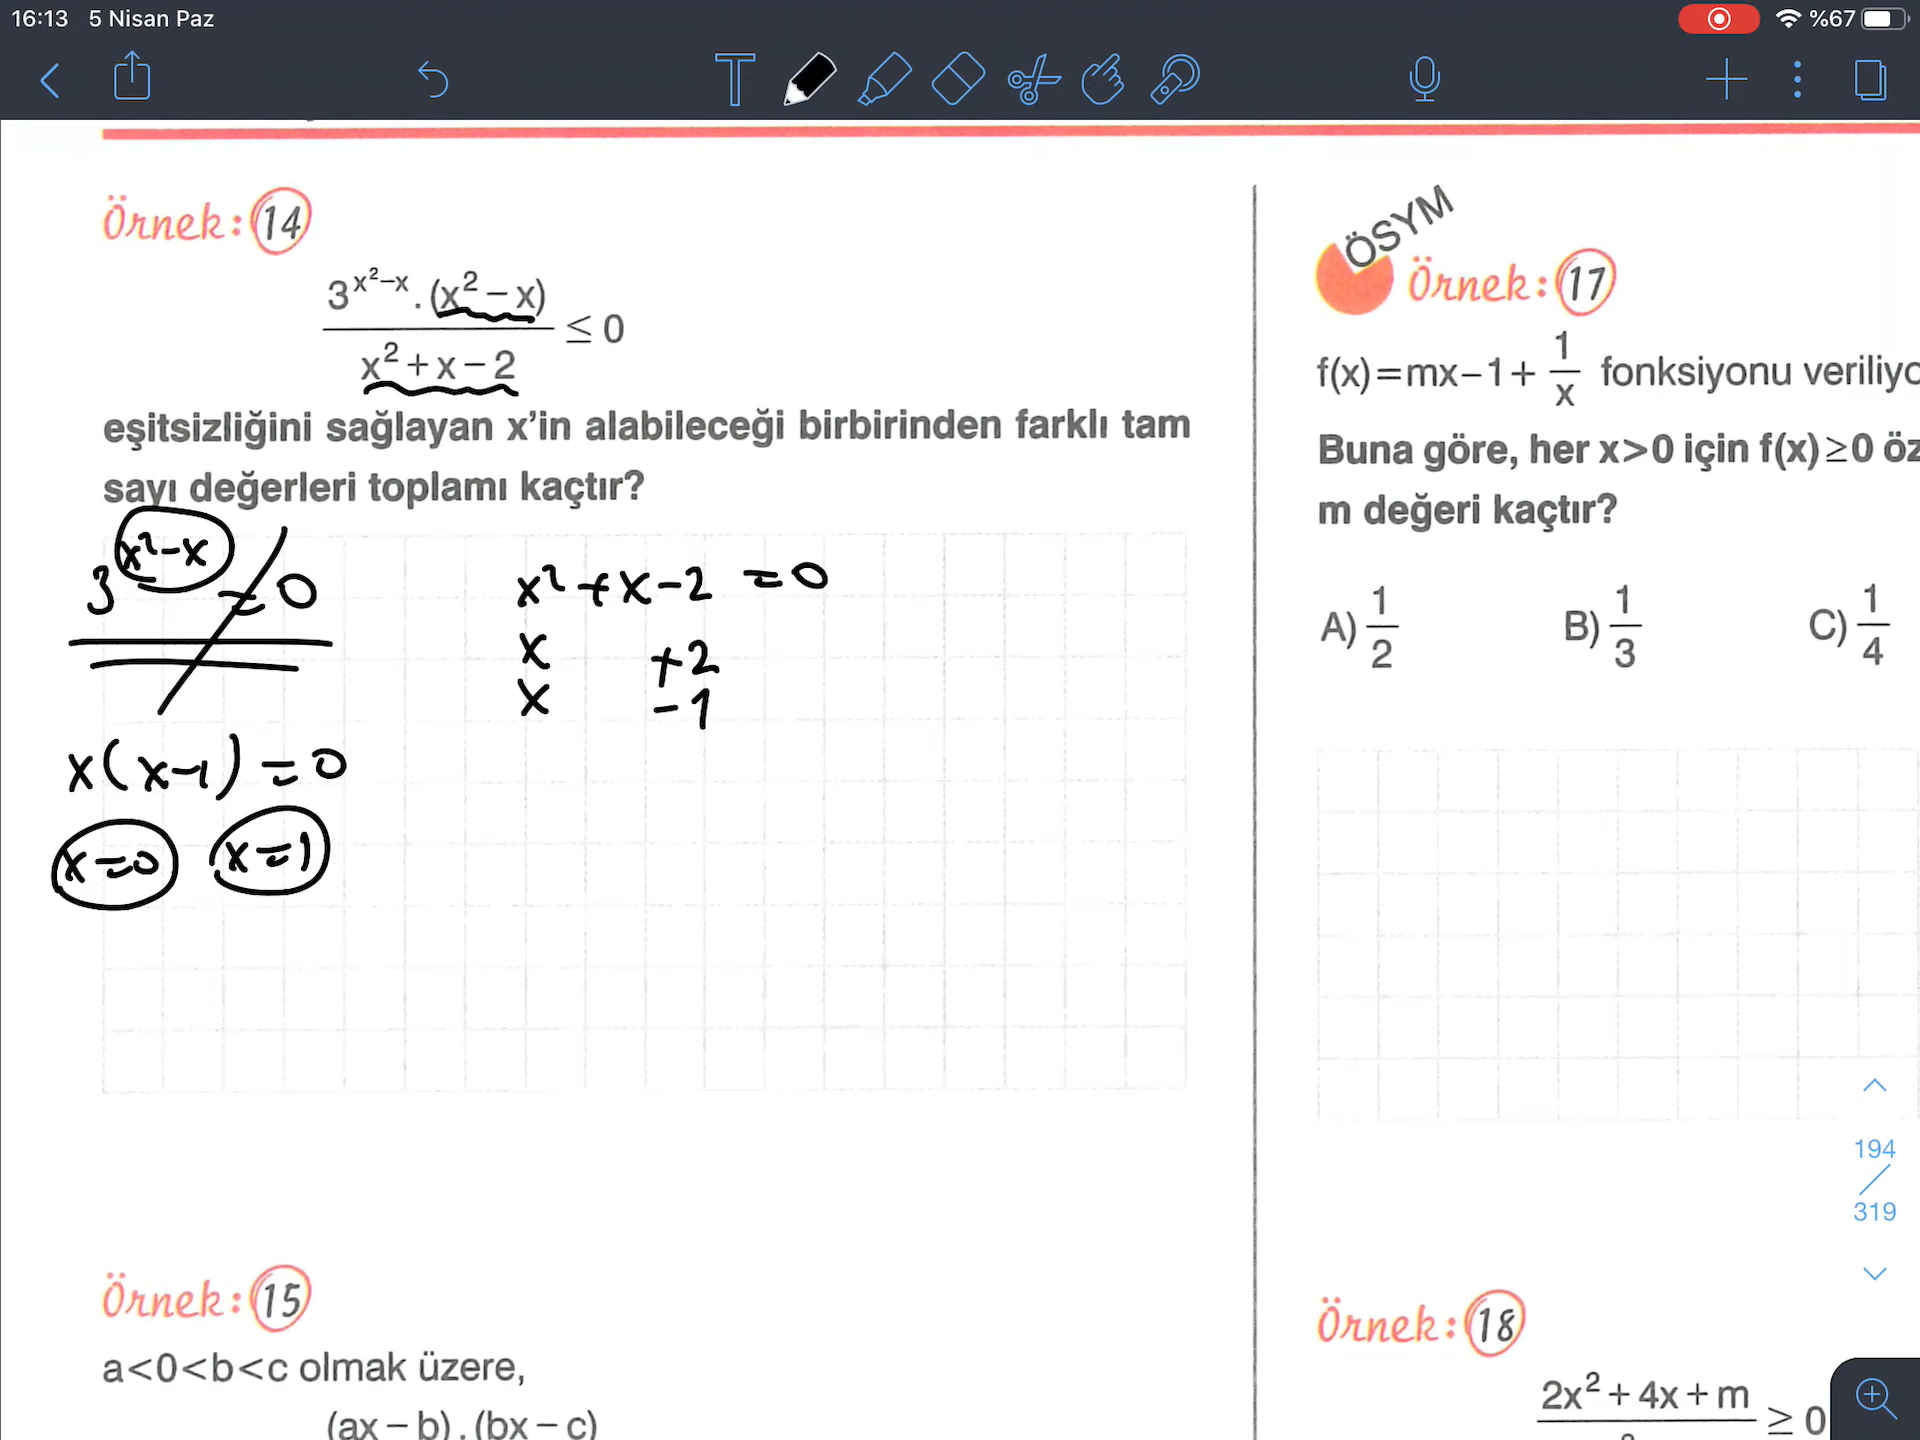 16:13 5 Nisan Paz
%67
Örnek: 14
3^{x²−x} . (x² − x)
x² + x − 2
≤ 0
eşitsizliğini sağlayan x’in alabileceği birbirinden farklı tam
sayı değerleri toplamı kaçtır?
3^{x²−x} = 0
x(x−1) = 0
x=0 x=1
x² + x − 2 = 0
x +2
x −1
Örnek: 15
a<0<b<c olmak üzere,
(ax − b) . (bx − c)
ÖSYM
Örnek: 17
f(x)=mx−1+ 1/x fonksiyonu veriliyo
Buna göre, her x>0 için f(x)≥0 öz
m değeri kaçtır?
A) 1/2 B) 1/3 C) 1/4
194
/
319
Örnek: 18
2x² + 4x + m
≥ 0